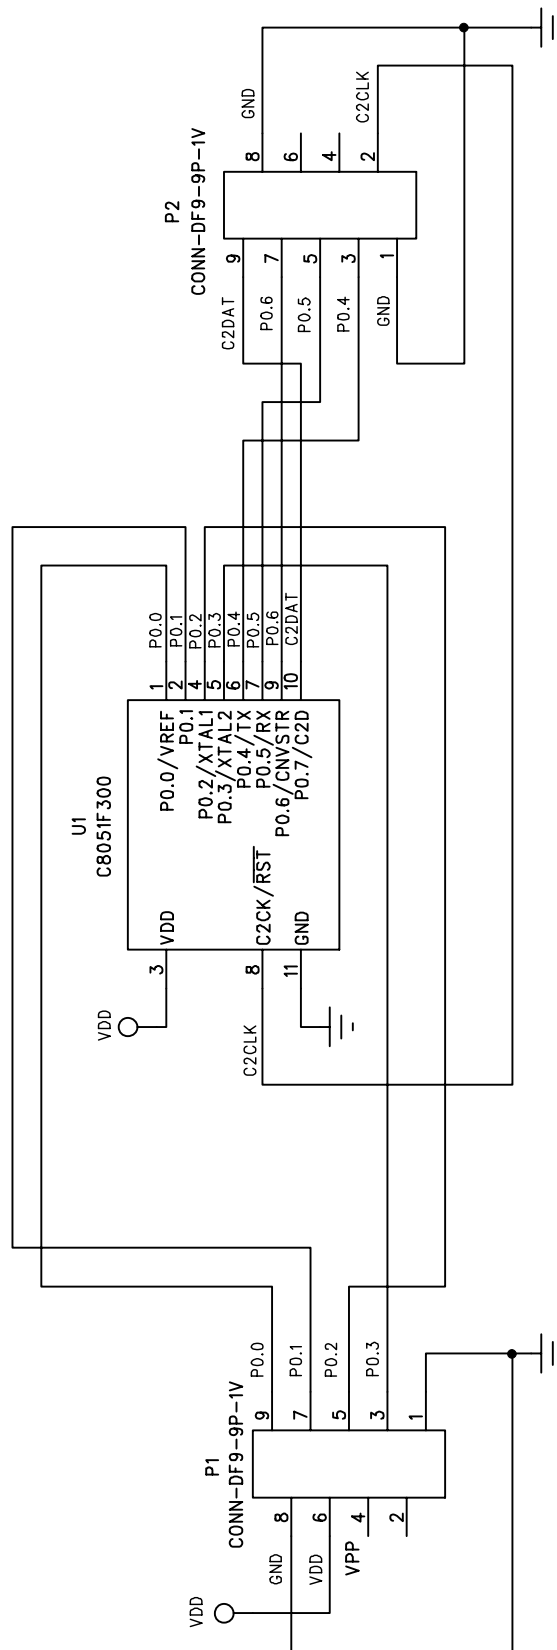 GND
C2CLK
8
6
4
2
P2
CONN-DF9-9P-1V
9
7
5
3
1
C2DAT
P0.6
P0.5
P0.4
GND
P0.0
P0.1
P0.2
P0.3
P0.4
P0.5
P0.6
C2DAT
1
2
4
5
6
7
9
10
P0.0/VREF
P0.1
P0.2/XTAL1
P0.3/XTAL2
P0.4/TX
P0.5/RX
P0.6/CNVSTR
P0.7/C2D
U1
C8051F300
VDD
C2CK/RST
GND
3
8
11
VDD
C2CLK
P0.0
P0.1
P0.2
P0.3
9
7
5
3
1
P1
CONN-DF9-9P-1V
8
6
4
2
GND
VDD
VPP
VDD